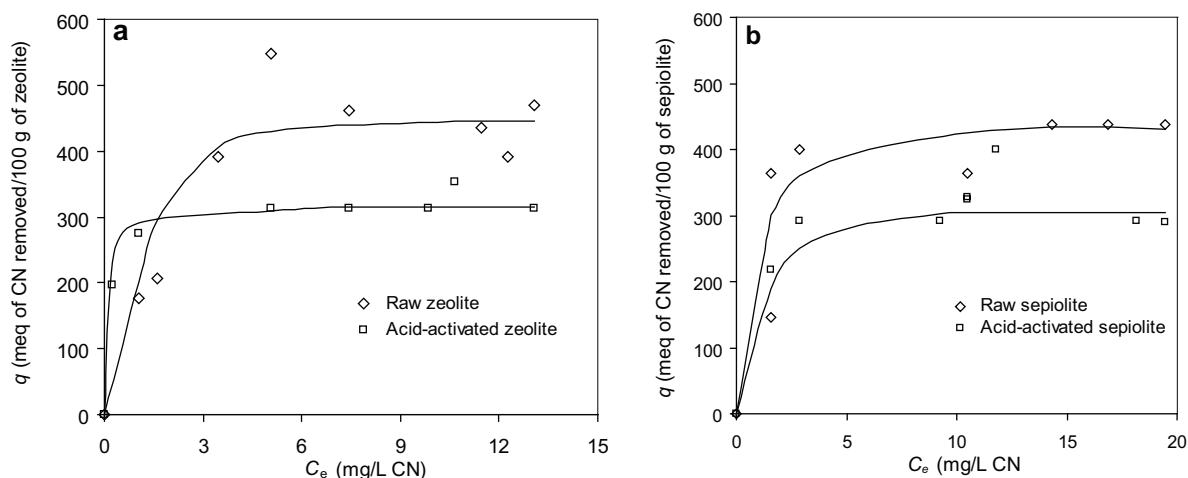 a
600
500
400
300
200
100
0
q (meq of CN removed/100 g of zeolite)
Raw zeolite
Acid-activated zeolite
0 3 6 9 12 15
Ce (mg/L CN)
b
600
500
400
300
200
100
0
q (meq of CN removed/100 g of sepiolite)
Raw sepiolite
Acid-activated sepiolite
0 5 10 15 20
Ce (mg/L CN